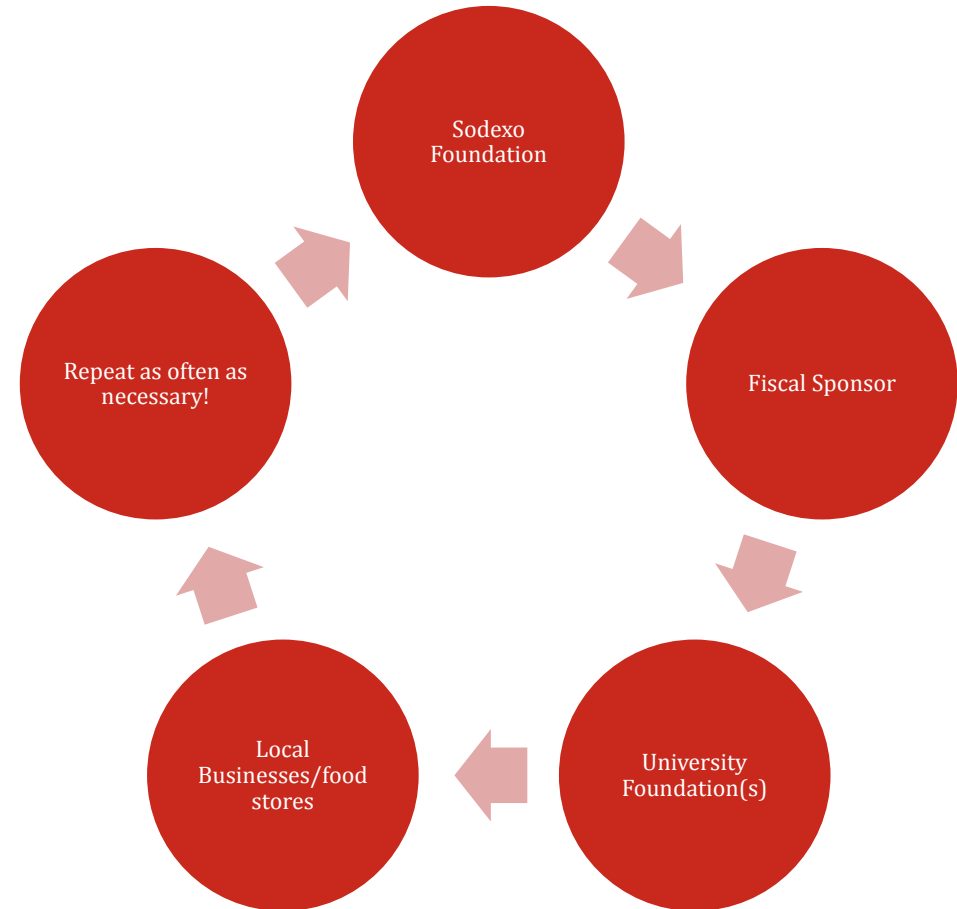 Sodexo
Foundation
Fiscal Sponsor
University
Foundation(s)
Local
Businesses/food
stores
Repeat as often as
necessary!